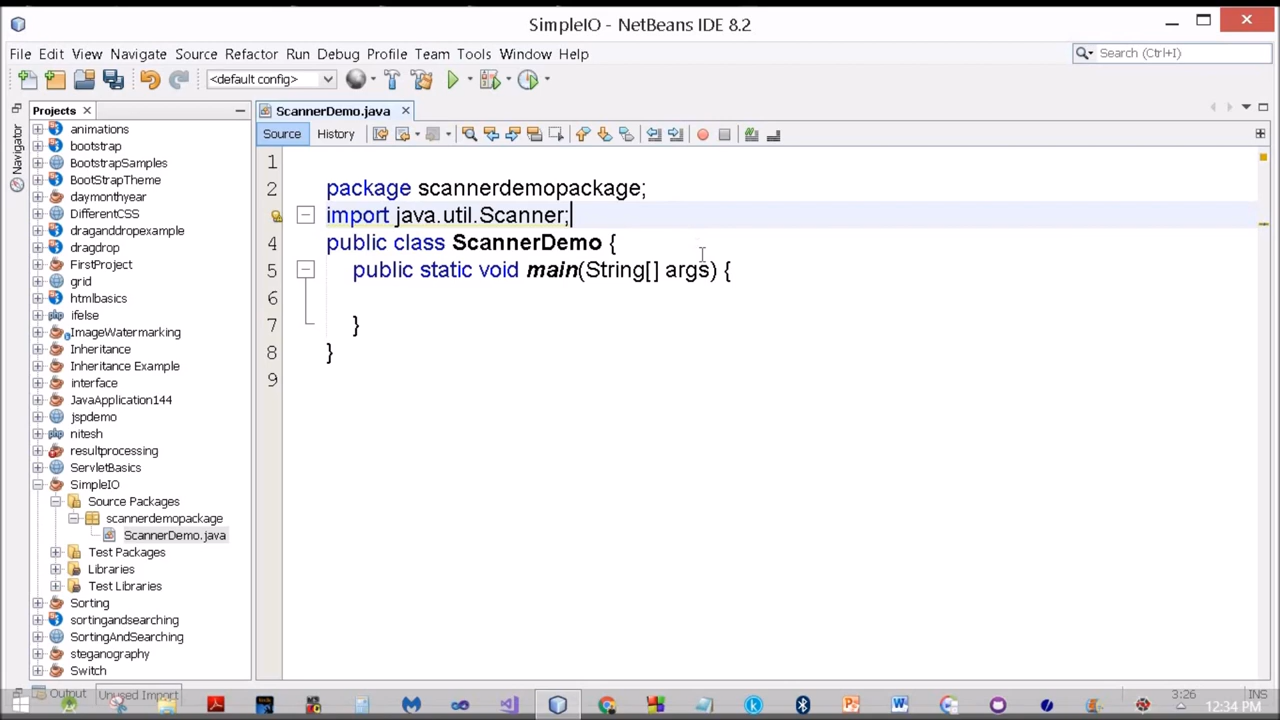 SimpleIO - NetBeans IDE 8.2
File Edit View Navigate Source Refactor Run Debug Profile Team Tools Window Help
Search (Ctrl+I)
<default config>
Projects
ScannerDemo.java
Navigator
Source History
animations
bootstrap
BootstrapSamples
BootStrapTheme
daymonthyear
DifferentCSS
draganddropexample
dragdrop
FirstProject
grid
htmlbasics
ifelse
ImageWatermarking
Inheritance
Inheritance Example
interface
JavaApplication144
jspdemo
nitesh
resultprocessing
ServletBasics
SimpleIO
Source Packages
scannerdemopackage
ScannerDemo.java
Test Packages
Libraries
Test Libraries
Sorting
sortingandsearching
SortingAndSearching
steganography
Switch
1
2 package scannerdemopackage;
import java.util.Scanner;
4 public class ScannerDemo {
5 public static void main(String[] args) {
6
7 }
8 }
9
Output
Unused Import
3:26
INS
12:34 PM